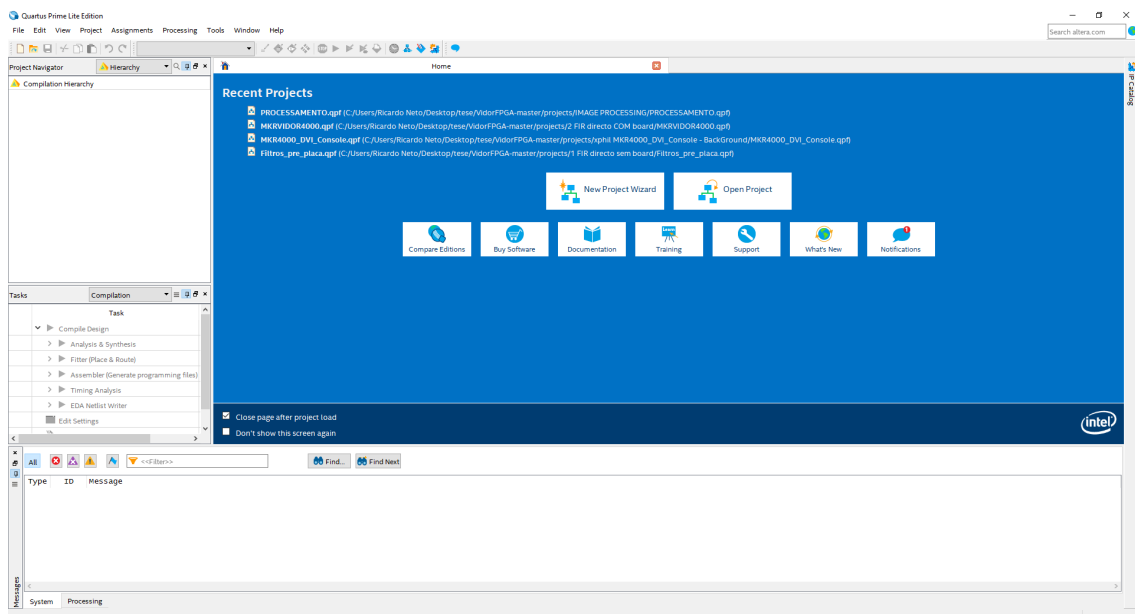 Quartus Prime Lite Edition
File Edit View Project Assignments Processing Tools Window Help
Search altera.com
Project Navigator
Hierarchy
Home
IP Catalog
Compilation Hierarchy
Recent Projects
PROCESSAMENTO.qpf (C:/Users/Ricardo Neto/Desktop/tese/VidorFPGA-master/projects/IMAGE PROCESSING/PROCESSAMENTO.qpf)
MKRVIDOR4000.qpf (C:/Users/Ricardo Neto/Desktop/tese/VidorFPGA-master/projects/2 FIR directo COM board/MKRVIDOR4000.qpf)
MKR4000_DVI_Console.qpf (C:/Users/Ricardo Neto/Desktop/tese/VidorFPGA-master/projects/xphil MKR4000_DVI_Console - BackGround/MKR4000_DVI_Console.qpf)
Filtros_pre_placa.qpf (C:/Users/Ricardo Neto/Desktop/tese/VidorFPGA-master/projects/1 FIR directo sem board/Filtros_pre_placa.qpf)
New Project Wizard
Open Project
Compare Editions
Buy Software
Learn
Documentation
Training
Support
What's New
Notifications
Tasks
Compilation
Task
Compile Design
Analysis & Synthesis
Fitter (Place & Route)
Assembler (Generate programming files)
Timing Analysis
EDA Netlist Writer
Edit Settings
Close page after project load
Don't show this screen again
intel
All
<<Filter>>
Find...
Find Next
Type ID Message
Messages
System Processing